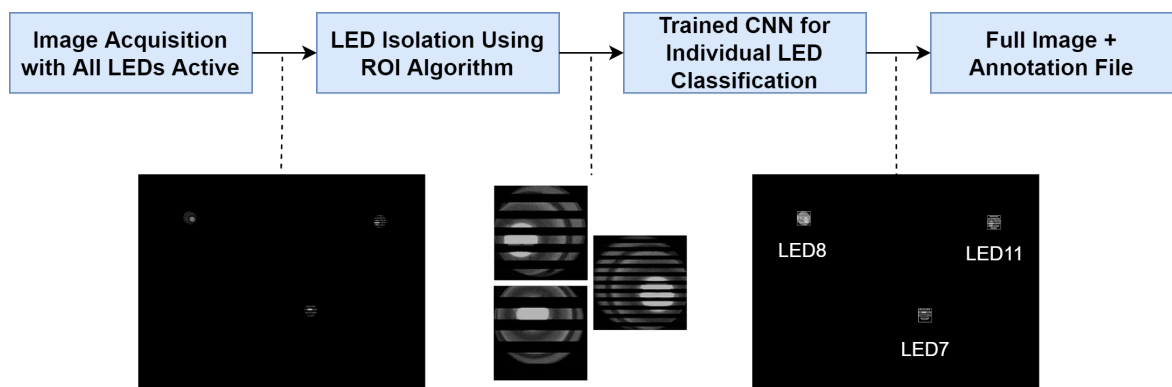 Image Acquisition
with All LEDs Active
LED Isolation Using
ROI Algorithm
Trained CNN for
Individual LED
Classification
Full Image +
Annotation File
LED8
LED11
LED7